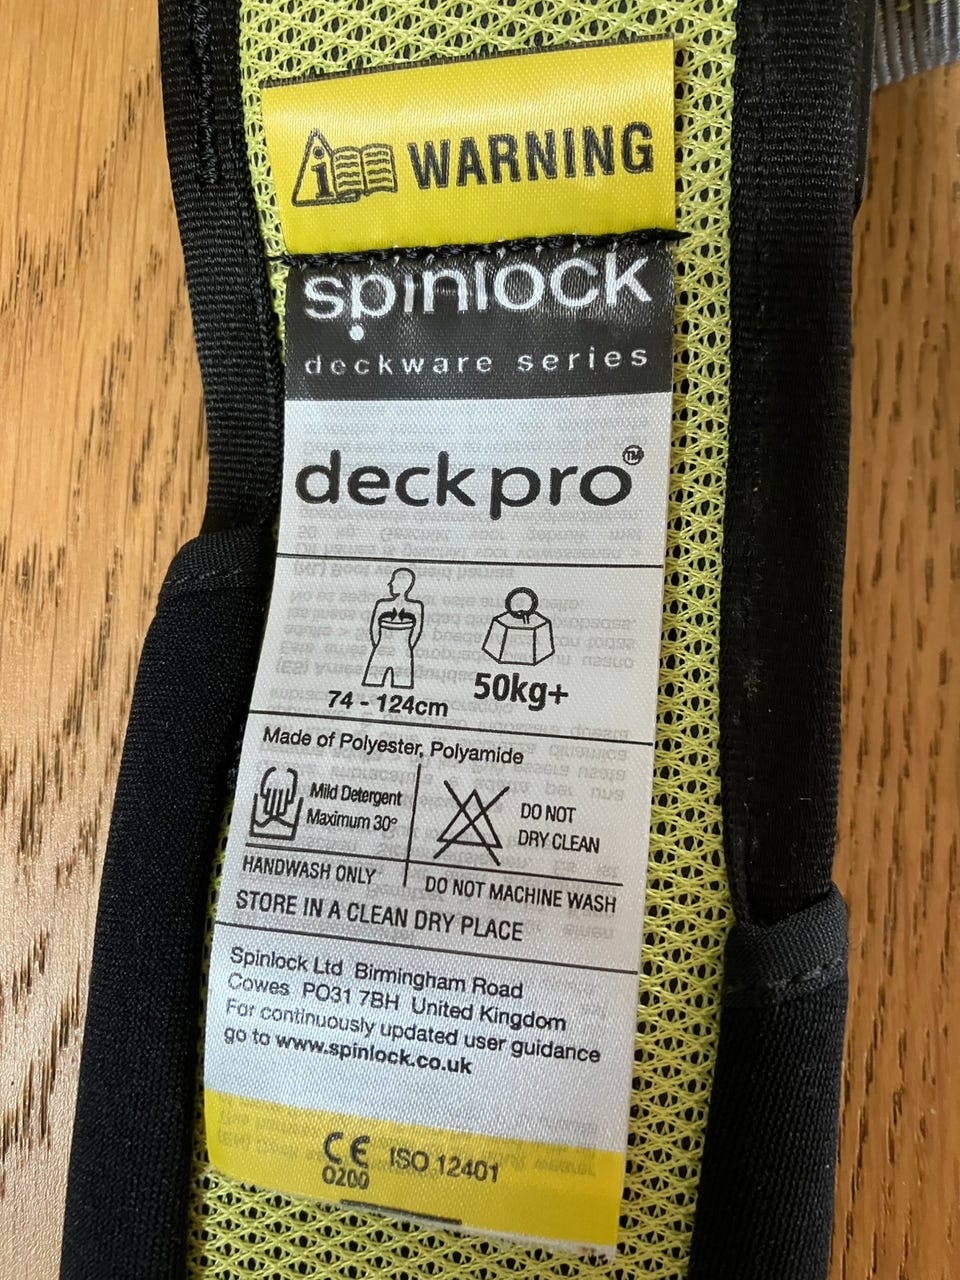 WARNING
spinlock
deckware series
deckpro™
74 - 124cm
50kg+
Made of Polyester, Polyamide
Mild Detergent
Maximum 30°
DO NOT
DRY CLEAN
HANDWASH ONLY
DO NOT MACHINE WASH
STORE IN A CLEAN DRY PLACE
Spinlock Ltd Birmingham Road
Cowes PO31 7BH United Kingdom
For continuously updated user guidance
go to www.spinlock.co.uk
CE ISO 12401
0200